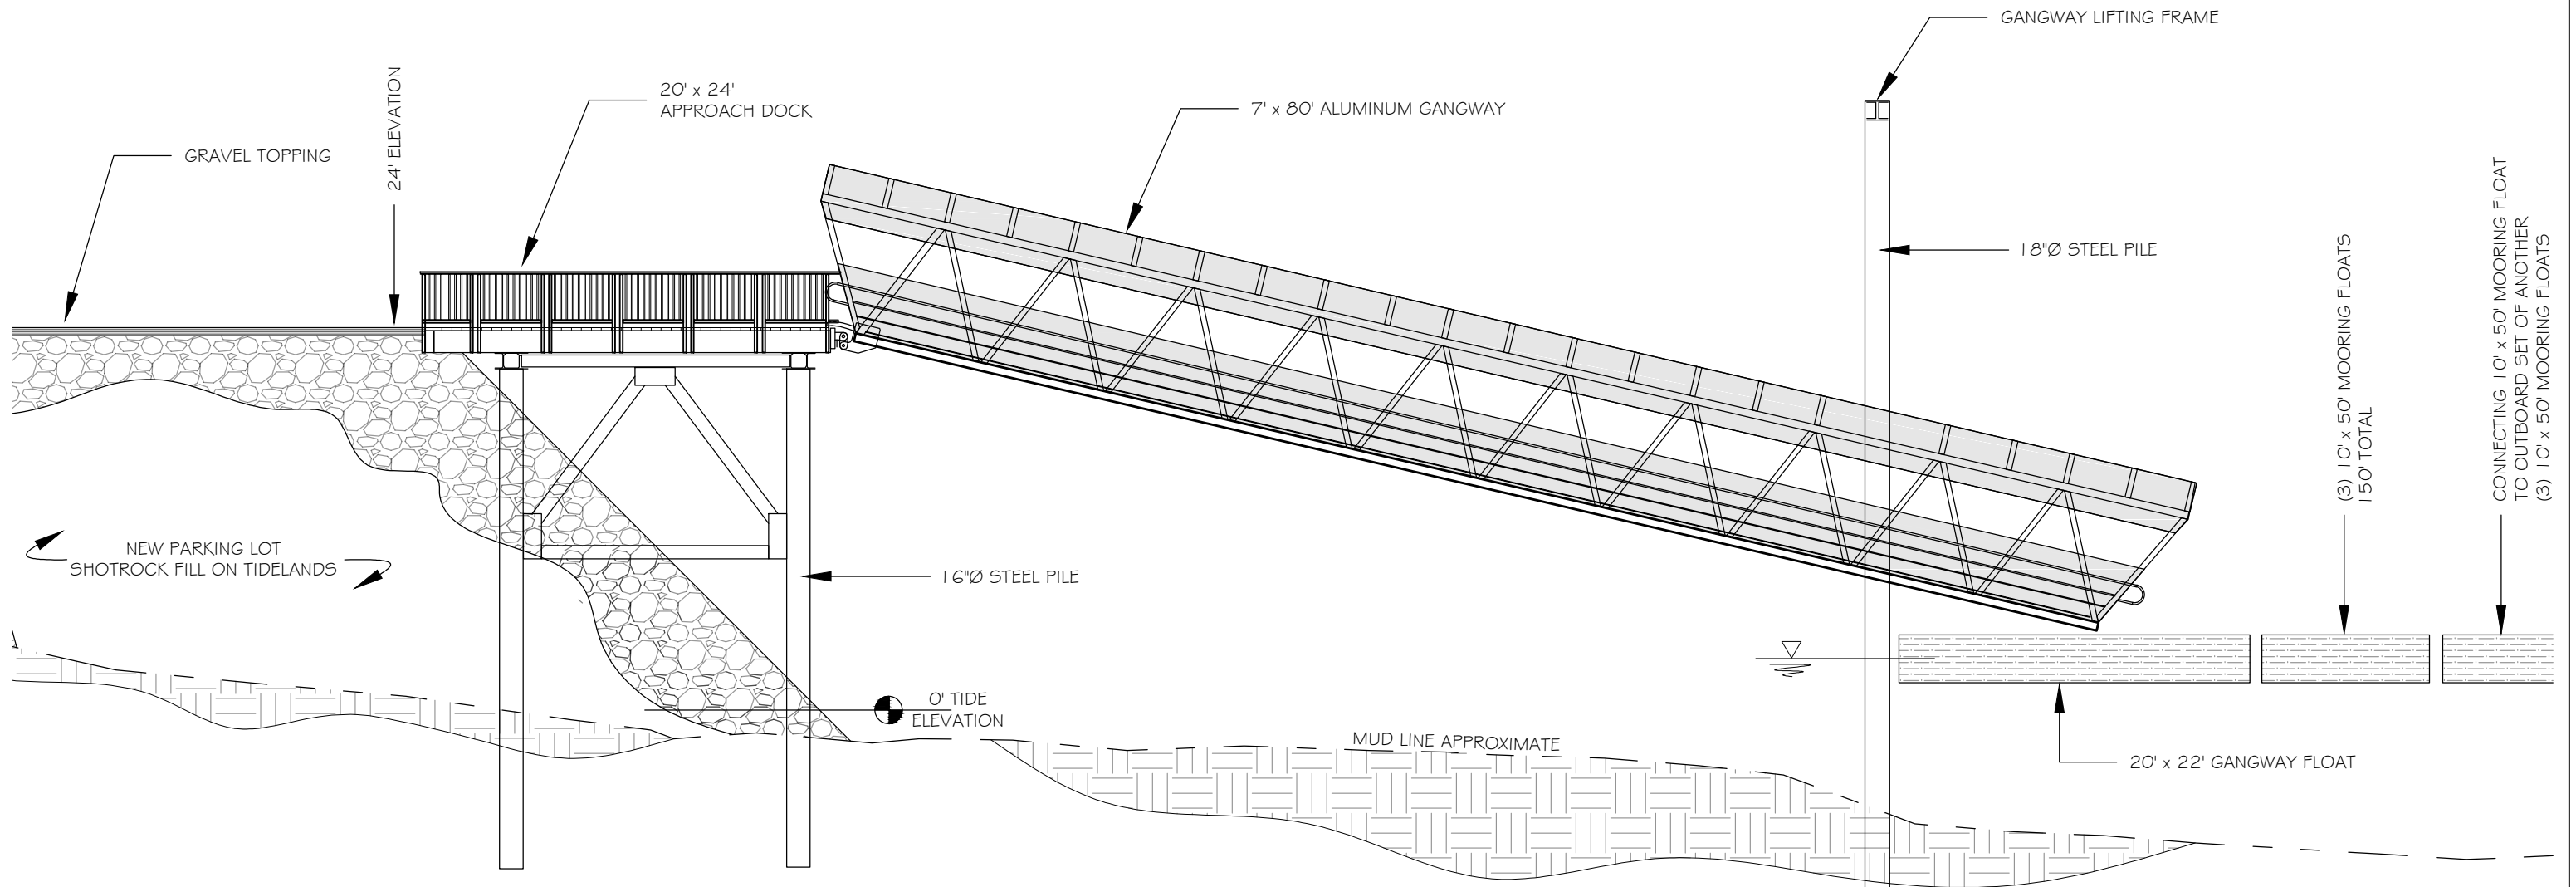 GANGWAY LIFTING FRAME
20' x 24'
APPROACH DOCK
7' x 80' ALUMINUM GANGWAY
24' ELEVATION
GRAVEL TOPPING
18"Ø STEEL PILE
(3) 10' x 50' MOORING FLOATS
150' TOTAL
CONNECTING 10' x 50' MOORING FLOAT
TO OUTBOARD SET OF ANOTHER
(3) 10' x 50' MOORING FLOATS
NEW PARKING LOT
SHOTROCK FILL ON TIDELANDS
16"Ø STEEL PILE
0' TIDE
ELEVATION
MUD LINE APPROXIMATE
20' x 22' GANGWAY FLOAT